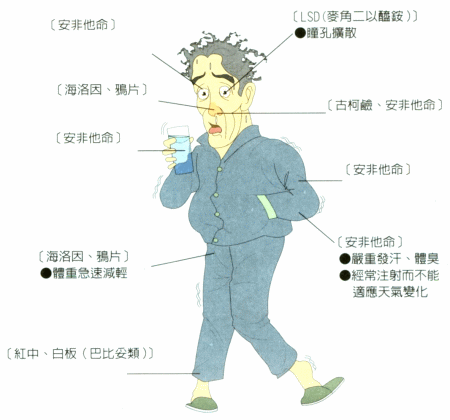 〔安非他命〕
〔LSD(麥角二以醯銨)〕
●瞳孔擴散
〔海洛因、鴉片〕
〔古柯鹼、安非他命〕
〔安非他命〕
〔安非他命〕
〔海洛因、鴉片〕
●體重急速減輕
〔安非他命〕
●嚴重發汗、體臭
●經常注射而不能
適應天氣變化
〔紅中、白板(巴比妥類)〕